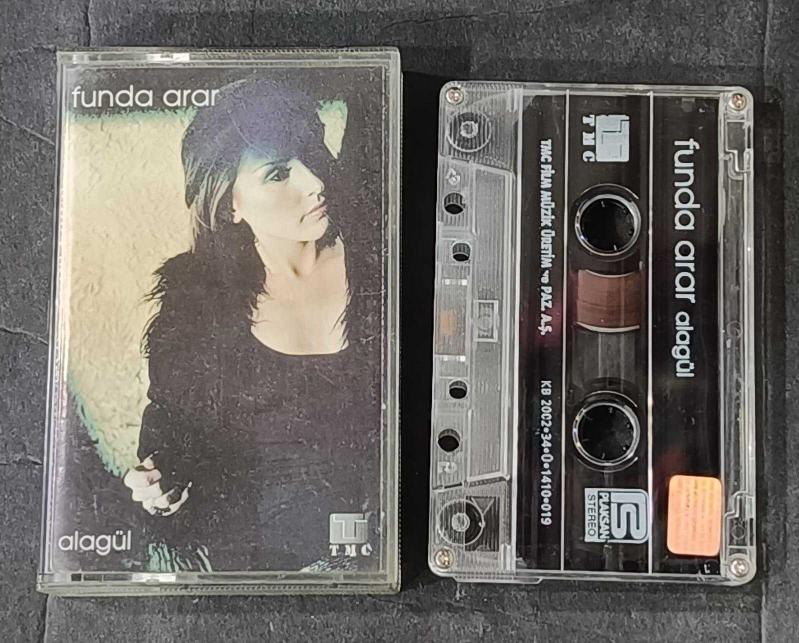 funda arar
alagül
TMC
TMC
funda arar alagül
TMC FİLM MÜZİK ÜRETİM ve PAZ. A.Ş.
KB 2002•34•0•1410•019
PLAKSAN
STEREO